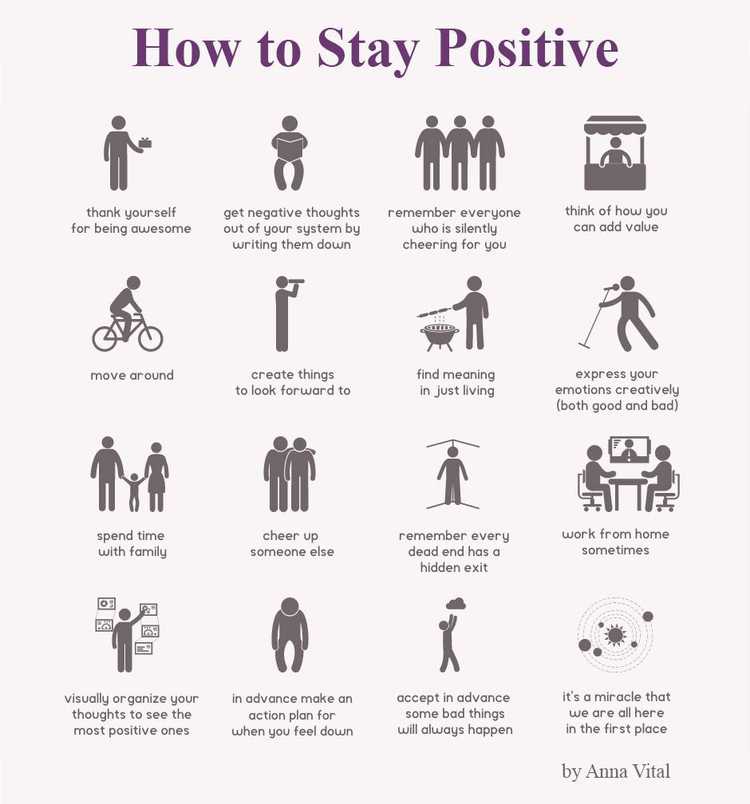 How to Stay Positive
thank yourself
for being awesome
get negative thoughts
out of your system by
writing them down
remember everyone
who is silently
cheering for you
think of how you
can add value
move around
create things
to look forward to
find meaning
in just living
express your
emotions creatively
(both good and bad)
spend time
with family
cheer up
someone else
remember every
dead end has a
hidden exit
work from home
sometimes
visually organize your
thoughts to see the
most positive ones
in advance make an
action plan for
when you feel down
accept in advance
some bad things
will always happen
it's a miracle that
we are all here
in the first place
by Anna Vital